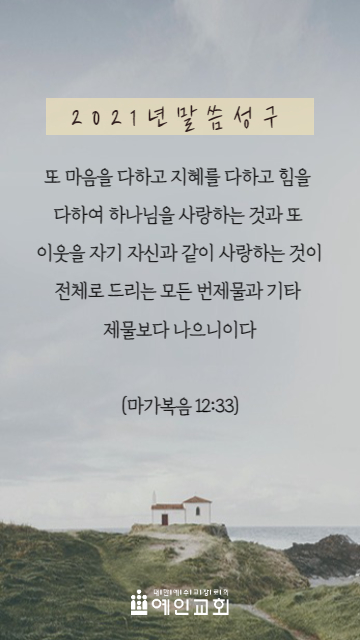 2021년말씀성구
또 마음을 다하고 지혜를 다하고 힘을
다하여 하나님을 사랑하는 것과 또
이웃을 자기 자신과 같이 사랑하는 것이
전체로 드리는 모든 번제물과 기타
제물보다 나으니이다
(마가복음 12:33)
예인교회